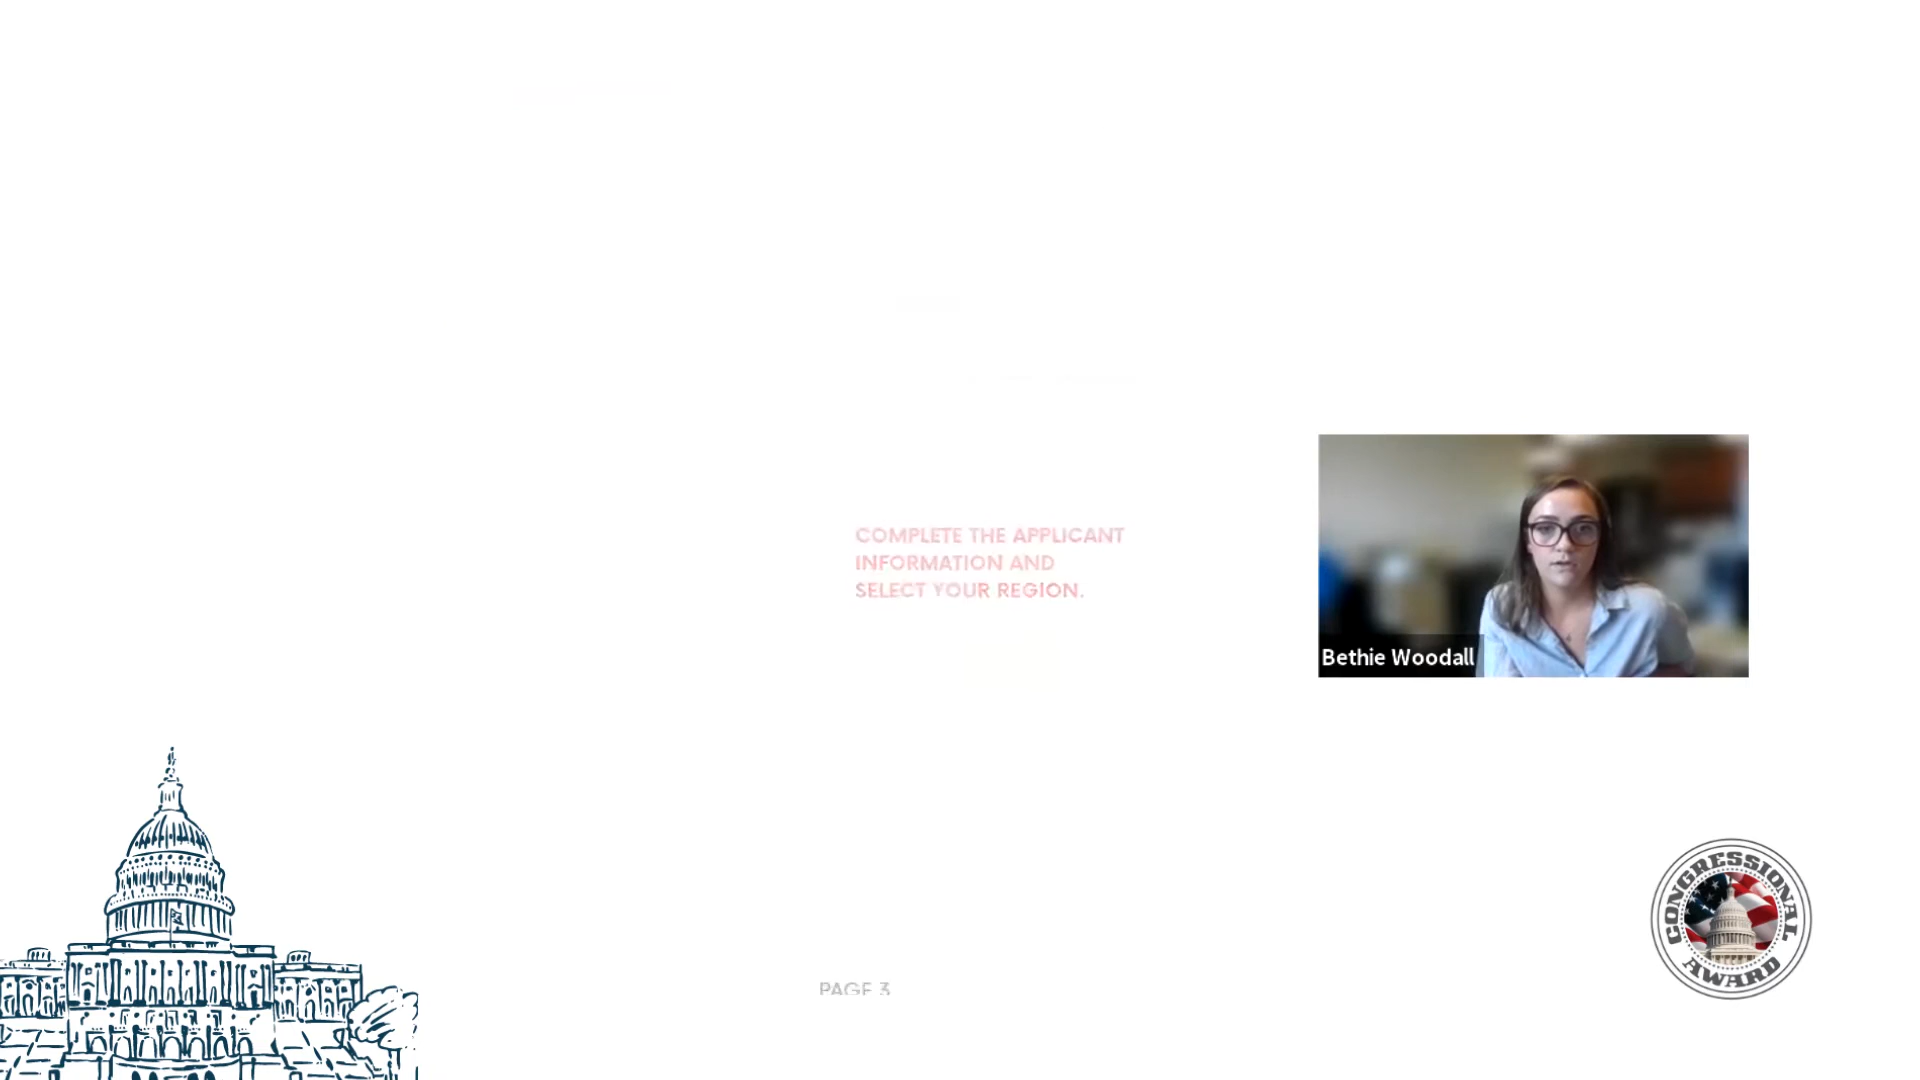 COMPLETE THE APPLICANT
INFORMATION AND
SELECT YOUR REGION.
Bethie Woodall
CONGRESSIONAL
AWARD
PAGE 3